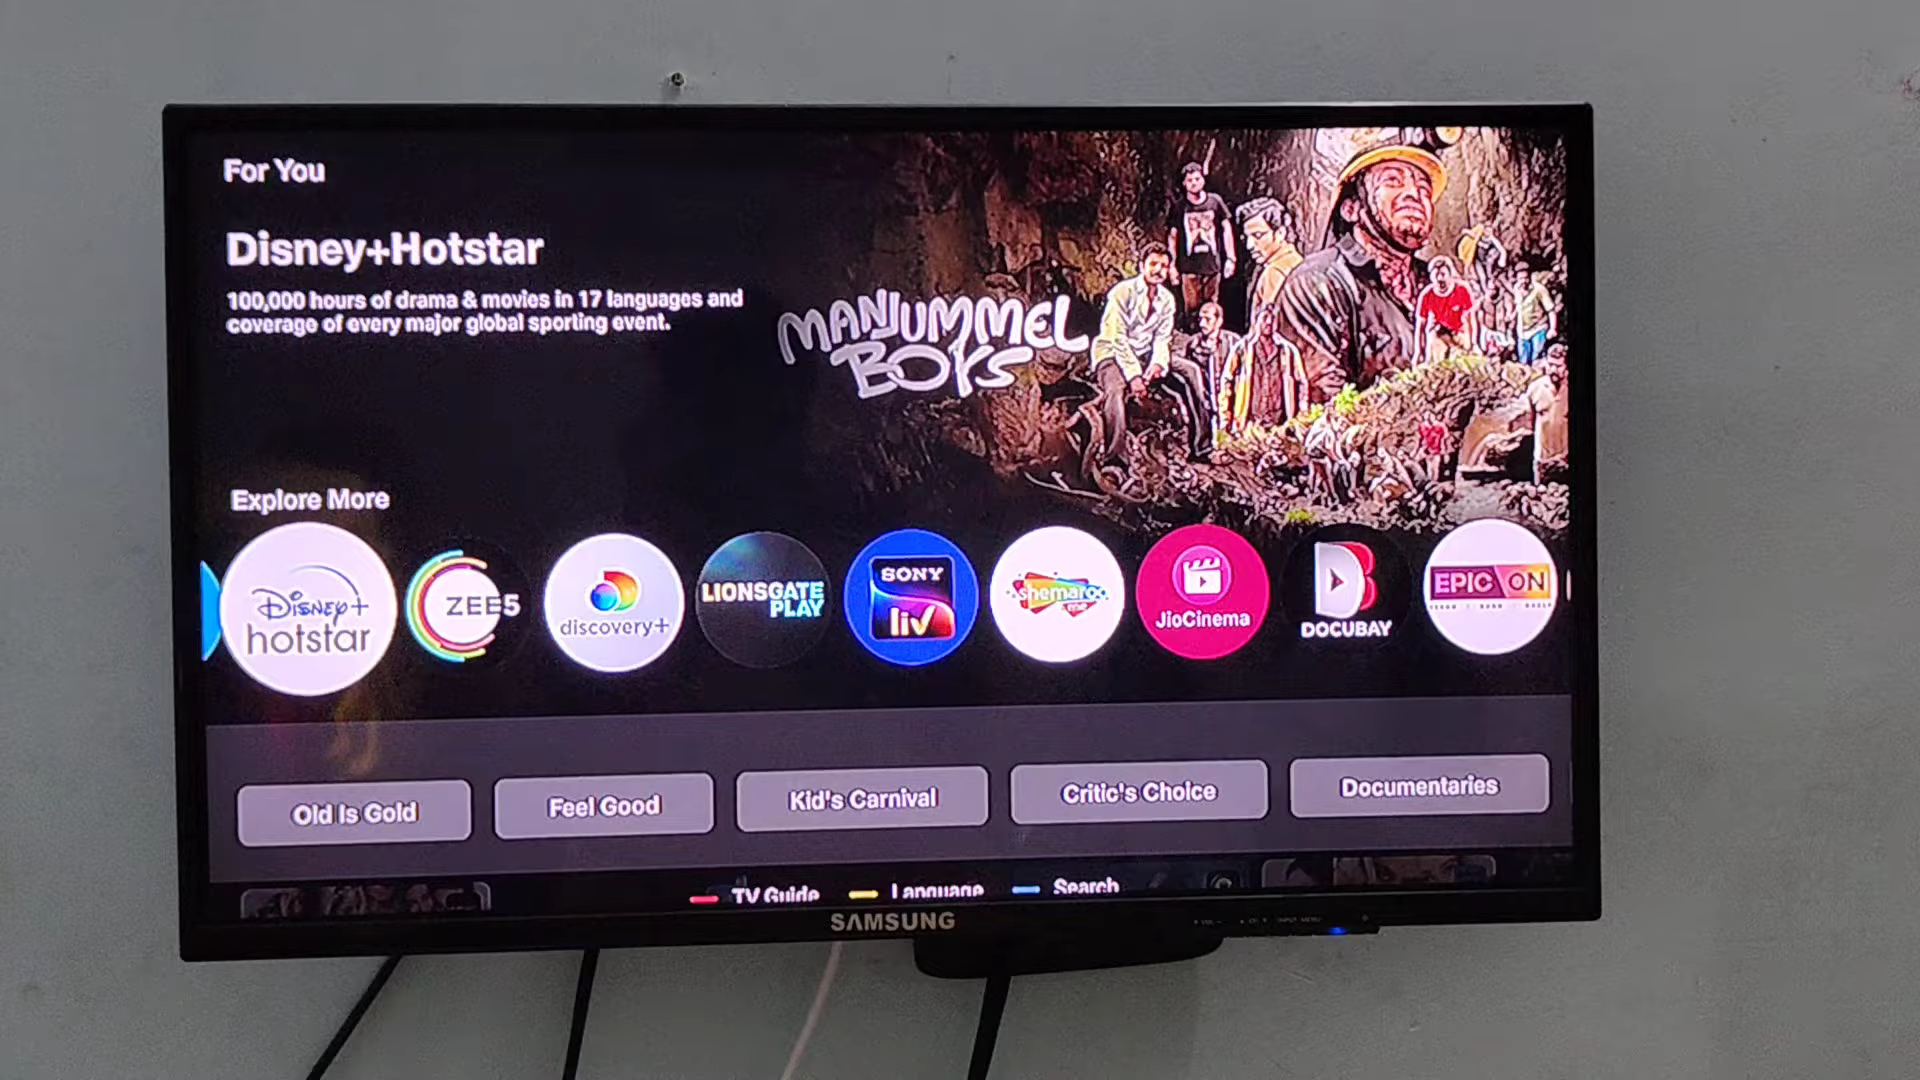 For You
Disney+Hotstar
100,000 hours of drama & movies in 17 languages and
coverage of every major global sporting event.
MANJUMMEL
BOYS
Explore More
Disney+
hotstar
ZEE5
discovery+
LIONSGATE
PLAY
SONY
liv
shemaroo
me
JioCinema
DOCUBAY
EPIC ON
Old Is Gold
Feel Good
Kid's Carnival
Critic's Choice
Documentaries
TV Guide
Language
Search
SAMSUNG